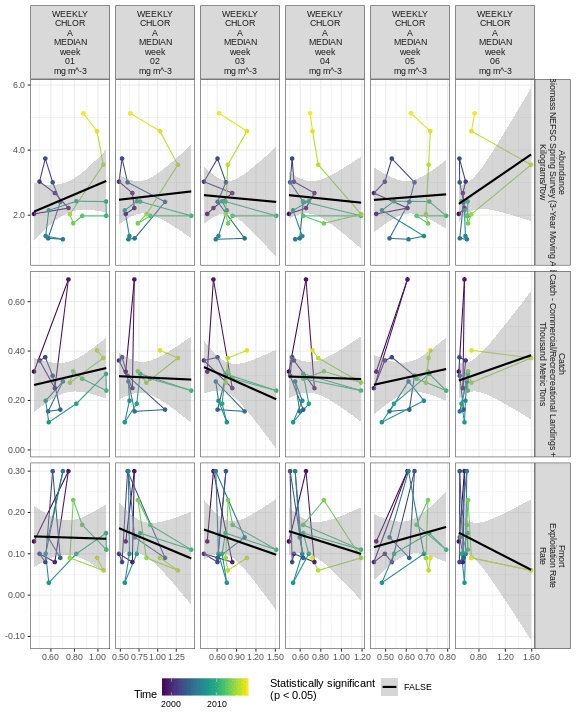 WEEKLY
CHLOR
A
MEDIAN
week
01
mg m^-3
WEEKLY
CHLOR
A
MEDIAN
week
02
mg m^-3
WEEKLY
CHLOR
A
MEDIAN
week
03
mg m^-3
WEEKLY
CHLOR
A
MEDIAN
week
04
mg m^-3
WEEKLY
CHLOR
A
MEDIAN
week
05
mg m^-3
WEEKLY
CHLOR
A
MEDIAN
week
06
mg m^-3
6.0
4.0
2.0
Abundance
Biomass NEFSC Spring Survey (3-Year Moving A
Kilograms/Tow
0.60
0.40
0.20
0.00
Catch
Catch - Commercial/Recreational Landings +
Thousand Metric Tons
0.30
0.20
0.10
0.00
-0.10
Fmort
Exploitation Rate
Rate
0.60 0.80 1.00
0.50 0.75 1.00 1.25
0.60 0.90 1.20 1.50
0.60 0.80 1.00 1.20
0.50 0.60 0.70 0.80
0.80 1.20 1.60
Time
2000 2010
Statistically significant
(p < 0.05)
FALSE